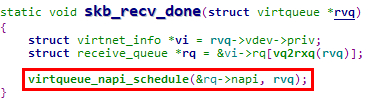 static void skb_recv_done(struct virtqueue *rvq)
{
struct virtnet_info *vi = rvq->vdev->priv;
struct receive_queue *rq = &vi->rq[vq2rxq(rvq)];
virtqueue_napi_schedule(&rq->napi, rvq);
}